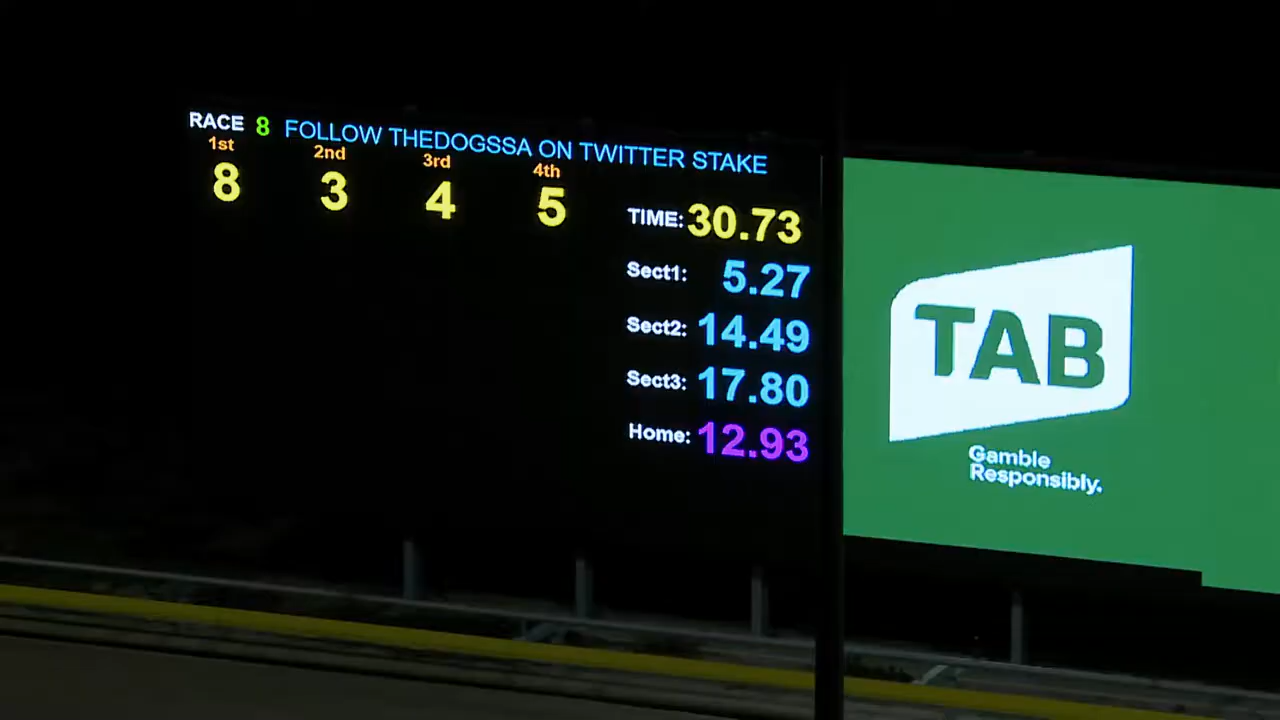 RACE 8 FOLLOW THEDOGSSA ON TWITTER STAKE
1st 2nd 3rd 4th
8 3 4 5
TIME: 30.73
Sect1: 5.27
Sect2: 14.49
Sect3: 17.80
Home: 12.93
TAB
Gamble
Responsibly.